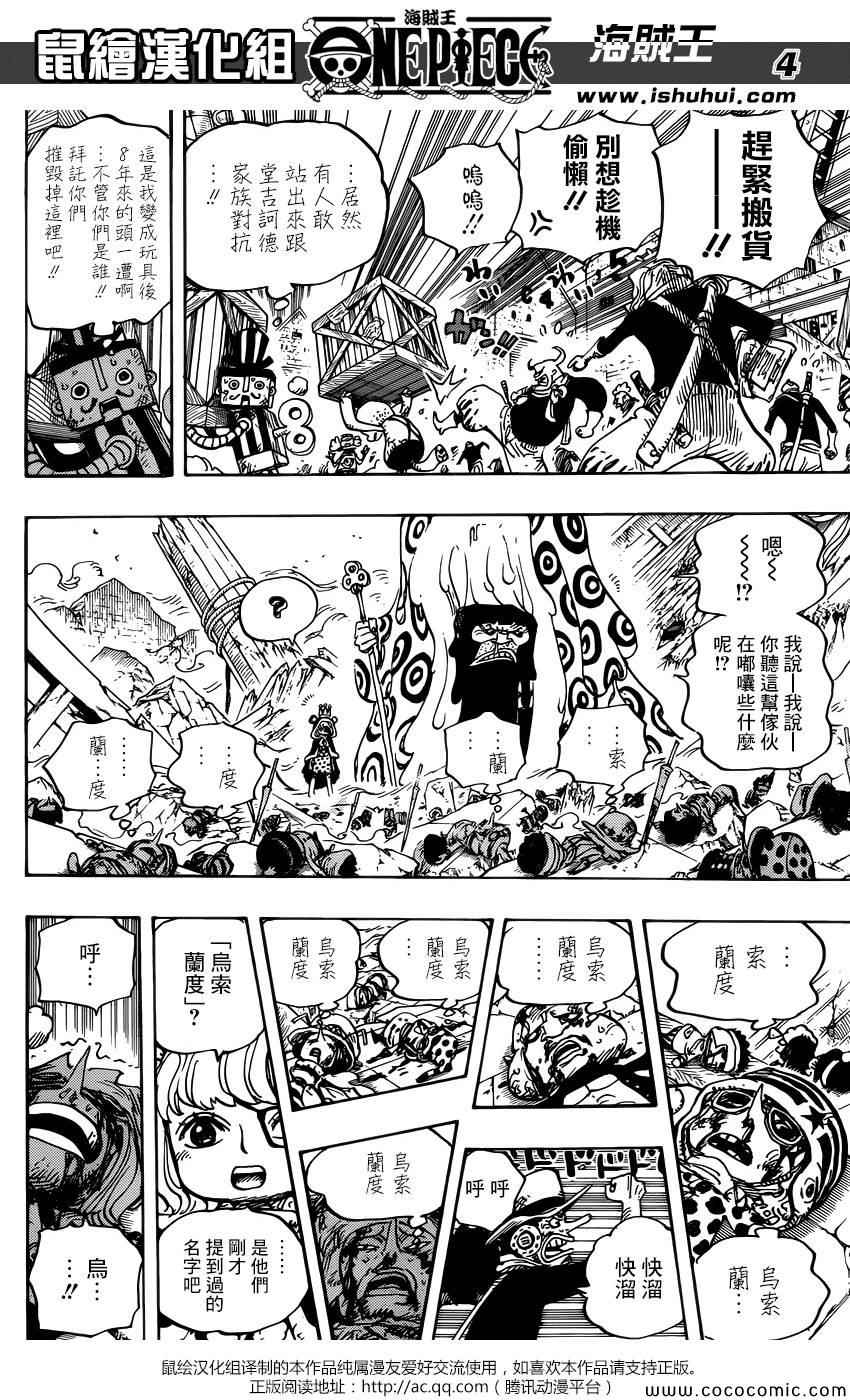 鼠繪漢化組
海賊王
ONE PIECE
海賊王
4
www.ishuhui.com
趕緊搬貨
——!!
別想趁機
偷懶!!
嗚嗚!!
…居然
有人敢
站出來跟
堂吉訶德
家族對抗
…!!
這是我變成玩具後
8年來的頭一遭啊
…不管你們是誰!!
拜託你們
摧毀掉這裡吧!!
嗯～
～～～!?
我說—我說—
你聽這幫傢伙
在嘟囔些什麼
呢!?
…索
…蘭
?
…
…度
…
蘭…度
…索
蘭度
烏索
蘭…
烏索
蘭度
…
烏索
蘭度
…
烏索
蘭度
「烏索
蘭度」?
……
是他們
剛才
提到過的
名字吧
呼呼
快溜
快溜
烏索
蘭度
呼…
烏…
…!!
鼠绘汉化组译制的本作品纯属漫友爱好交流使用，如喜欢本作品请支持正版。
正版阅读地址：http://ac.qq.com（腾讯动漫平台）
www.cococomic.com